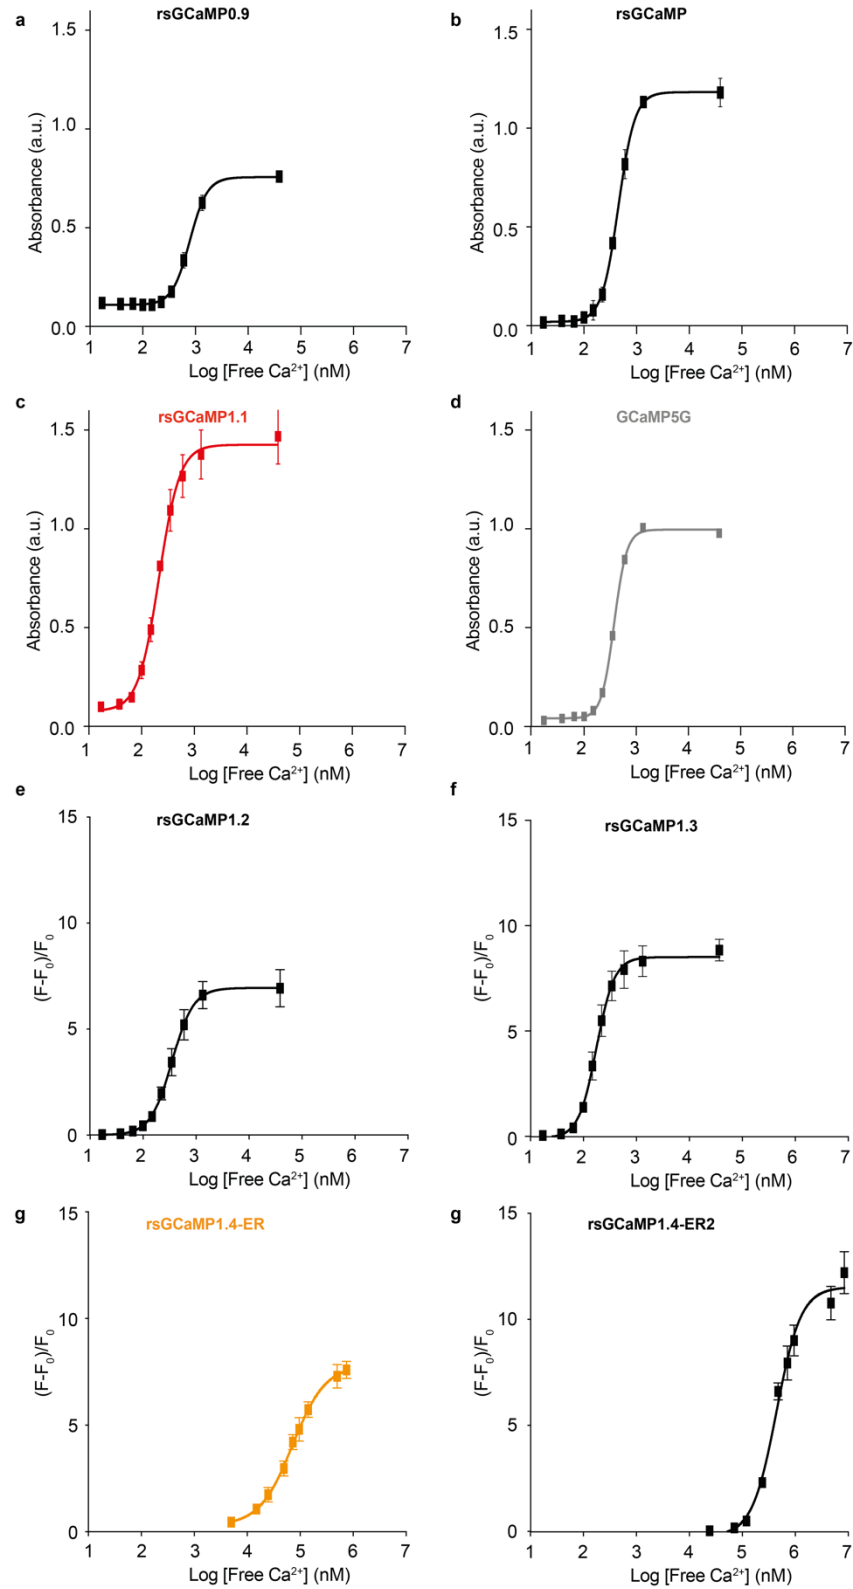 a
rsGCaMP0.9
1.5
1.0
0.5
0.0
Absorbance (a.u.)
1 2 3 4 5 6 7
Log [Free Ca²⁺] (nM)
b
rsGCaMP
1.5
1.0
0.5
0.0
Absorbance (a.u.)
1 2 3 4 5 6 7
Log [Free Ca²⁺] (nM)
c
rsGCaMP1.1
1.5
1.0
0.5
0.0
Absorbance (a.u.)
1 2 3 4 5 6 7
Log [Free Ca²⁺] (nM)
d
GCaMP5G
1.5
1.0
0.5
0.0
Absorbance (a.u.)
1 2 3 4 5 6 7
Log [Free Ca²⁺] (nM)
e
rsGCaMP1.2
15
10
5
0
(F-F₀)/F₀
1 2 3 4 5 6 7
Log [Free Ca²⁺] (nM)
f
rsGCaMP1.3
15
10
5
0
(F-F₀)/F₀
1 2 3 4 5 6 7
Log [Free Ca²⁺] (nM)
g
rsGCaMP1.4-ER
15
10
5
0
(F-F₀)/F₀
1 2 3 4 5 6 7
Log [Free Ca²⁺] (nM)
g
rsGCaMP1.4-ER2
15
10
5
0
(F-F₀)/F₀
1 2 3 4 5 6 7
Log [Free Ca²⁺] (nM)